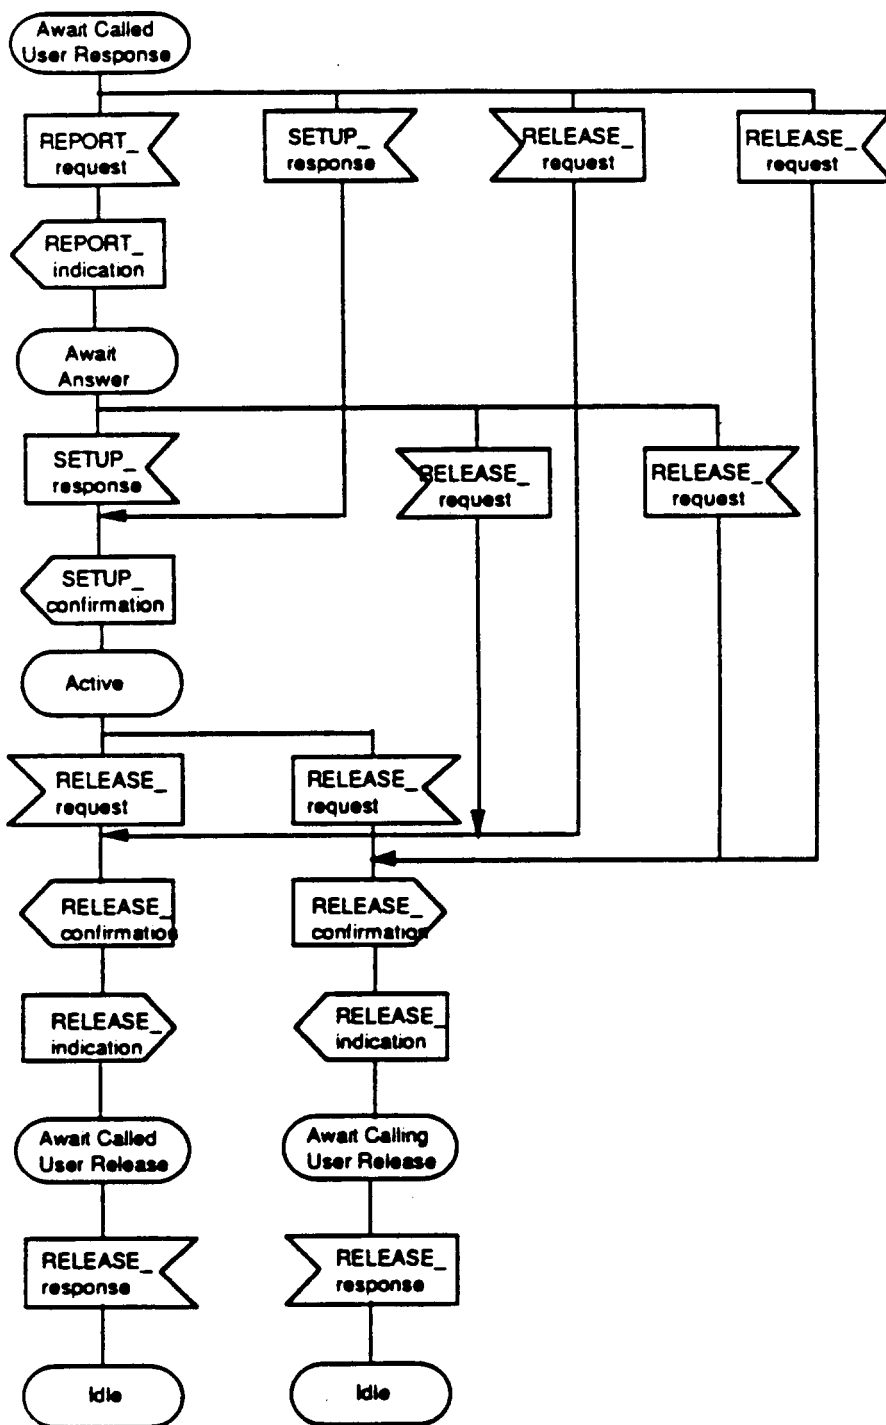 Await Called
User Response
REPORT_
request
SETUP_
response
RELEASE_
request
RELEASE_
request
REPORT_
indication
Await
Answer
SETUP_
response
RELEASE_
request
RELEASE_
request
SETUP_
confirmation
Active
RELEASE_
request
RELEASE_
request
RELEASE_
confirmation
RELEASE_
confirmation
RELEASE_
indication
RELEASE_
indication
Await Called
User Release
Await Calling
User Release
RELEASE_
response
RELEASE_
response
Idle
Idle